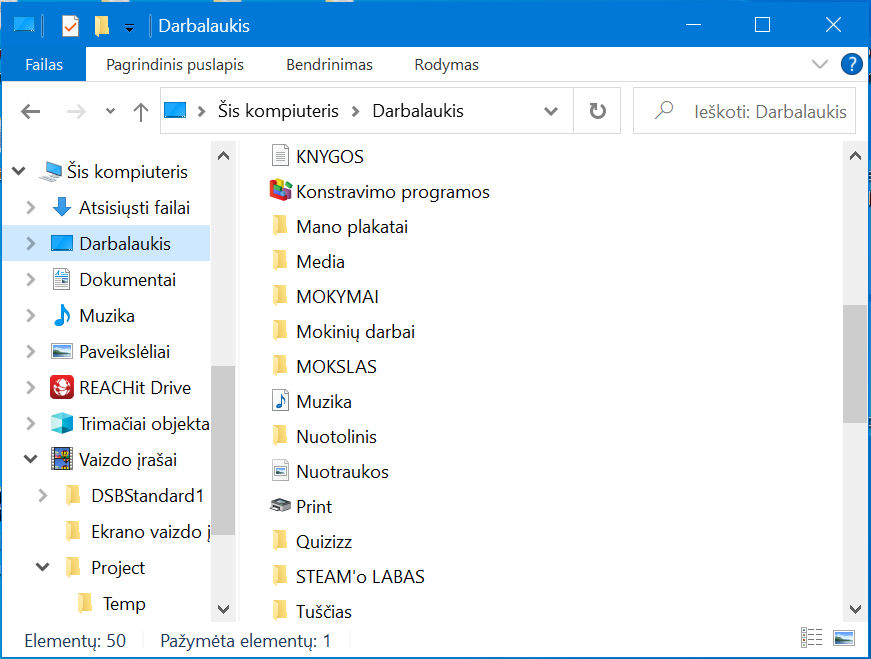 Darbalaukis
Failas Pagrindinis puslapis Bendrinimas Rodymas ?
Šis kompiuteris Darbalaukis Ieškoti: Darbalaukis
Šis kompiuteris
Atsisiųsti failai
Darbalaukis
Dokumentai
Muzika
Paveikslėliai
REACHit Drive
Trimačiai objekta
Vaizdo įrašai
DSBStandard1
Ekrano vaizdo į
Project
Temp
KNYGOS
Konstravimo programos
Mano plakatai
Media
MOKYMAI
Mokinių darbai
MOKSLAS
Muzika
Nuotolinis
Nuotraukos
Print
Quizizz
STEAM'o LABAS
Tuščias
Elementų: 50 Pažymėta elementų: 1